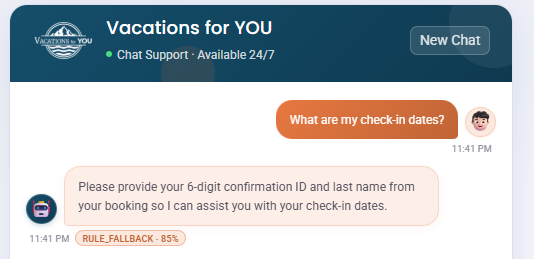 VACATIONS for YOU
Vacations for YOU
Chat Support · Available 24/7
New Chat
What are my check-in dates?
11:41 PM
Please provide your 6-digit confirmation ID and last name from
your booking so I can assist you with your check-in dates.
11:41 PM RULE_FALLBACK · 85%